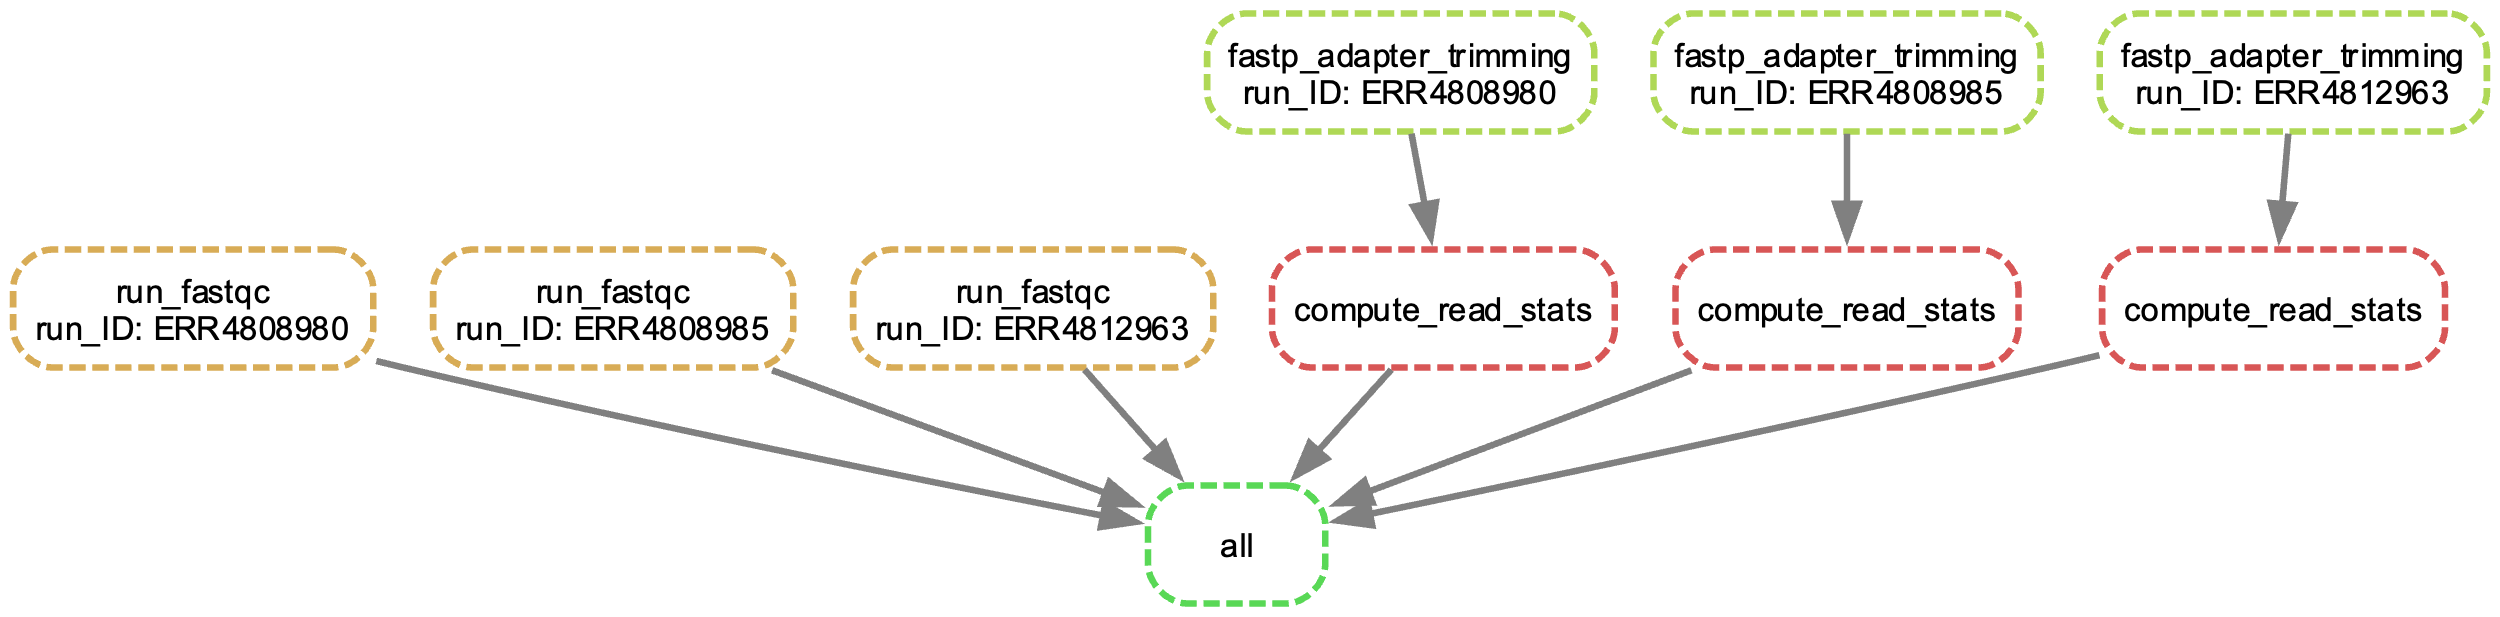 fastp_adapter_trimming
run_ID: ERR4808980
fastp_adapter_trimming
run_ID: ERR4808985
fastp_adapter_trimming
run_ID: ERR4812963
run_fastqc
run_ID: ERR4808980
run_fastqc
run_ID: ERR4808985
run_fastqc
run_ID: ERR4812963
compute_read_stats
compute_read_stats
compute_read_stats
all